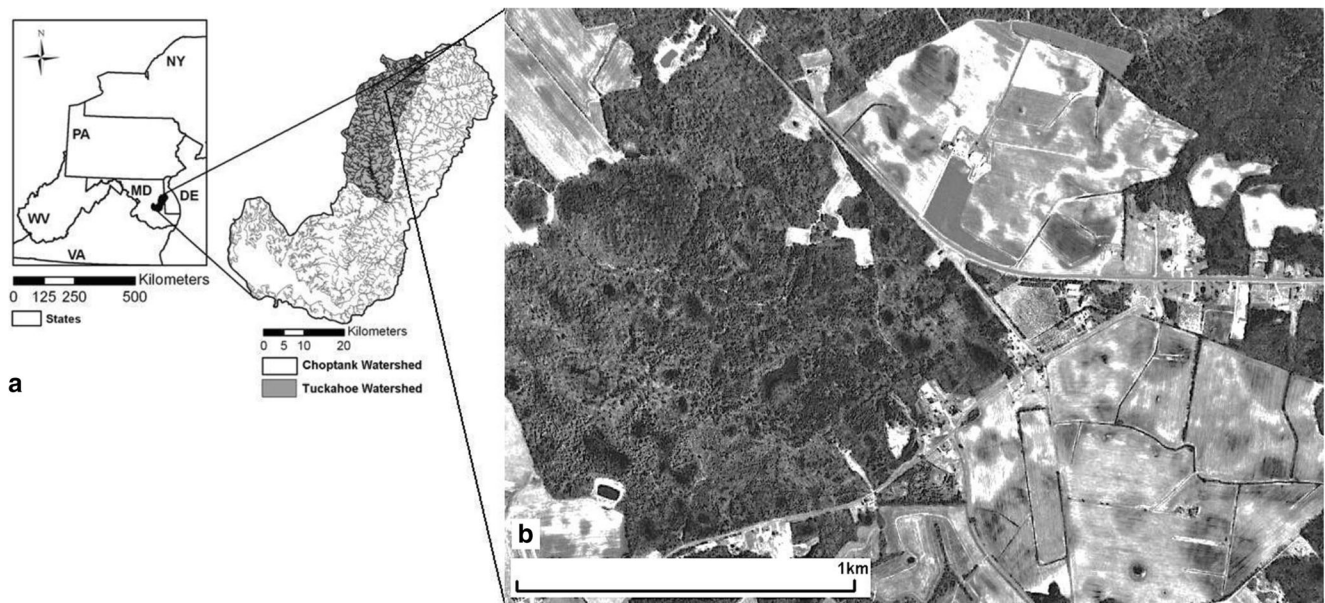 N
NY
PA
MD
DE
WV
VA
Kilometers
0 125 250 500
States
Kilometers
0 5 10 20
Choptank Watershed
Tuckahoe Watershed
a
b
1km